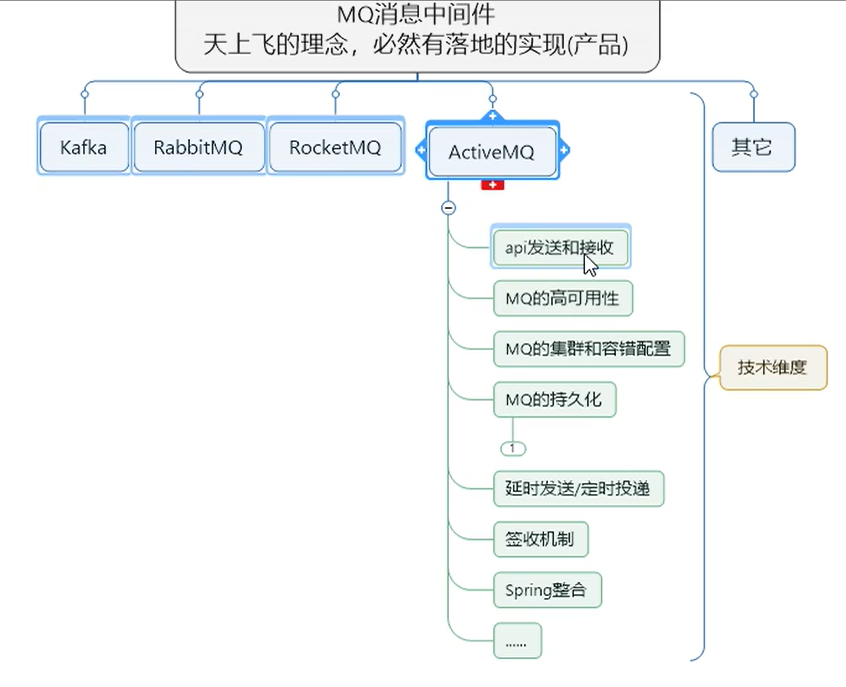 MQ消息中间件
天上飞的理念，必然有落地的实现(产品)
Kafka
RabbitMQ
RocketMQ
ActiveMQ
其它
api发送和接收
MQ的高可用性
MQ的集群和容错配置
MQ的持久化
1
延时发送/定时投递
签收机制
Spring整合
......
技术维度